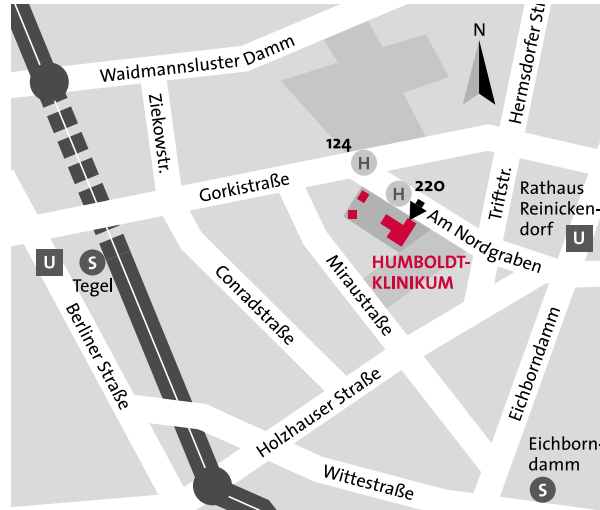 N
Hermsdorfer Str
Waidmannsluster Damm
Ziekowstr.
124
H
Gorkistraße
H
220
Triftstr.
Rathaus
Reinicken-
dorf
U
Am Nordgraben
U
S
Tegel
HUMBOLDT-
KLINIKUM
Miraustraße
Conradstraße
Berliner Straße
Eichborndamm
Holzhauser Straße
Wittestraße
Eichborn-
damm
S